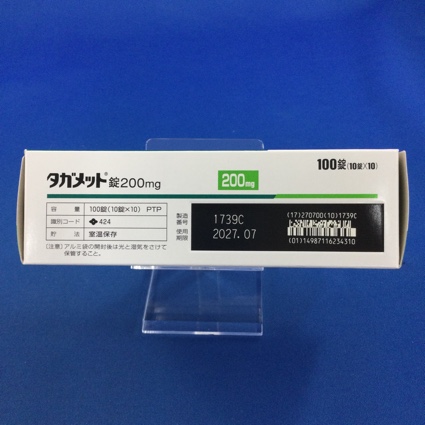 タガメット®錠200mg
200mg
100錠(10錠×10)
容 量 100錠(10錠×10) PTP
識別コード 424
貯 法 室温保存
(注意)アルミ袋の開封後は光と湿気をさけて
保管すること。
製造
番号 1739C
使用
期限 2027.07
(17)270700(10)1739C
(01)14987116234310